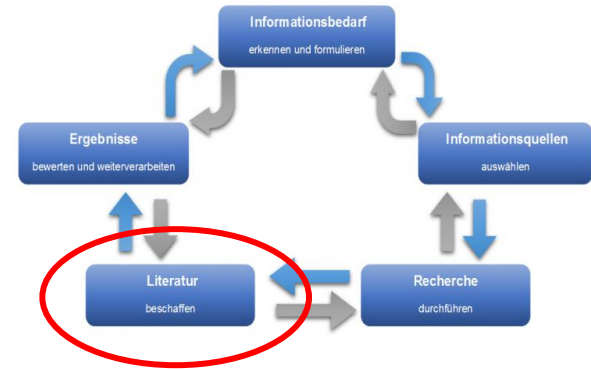 Informationsbedarf
erkennen und formulieren
Ergebnisse
bewerten und weiterverarbeiten
Informationsquellen
auswählen
Literatur
beschaffen
Recherche
durchführen